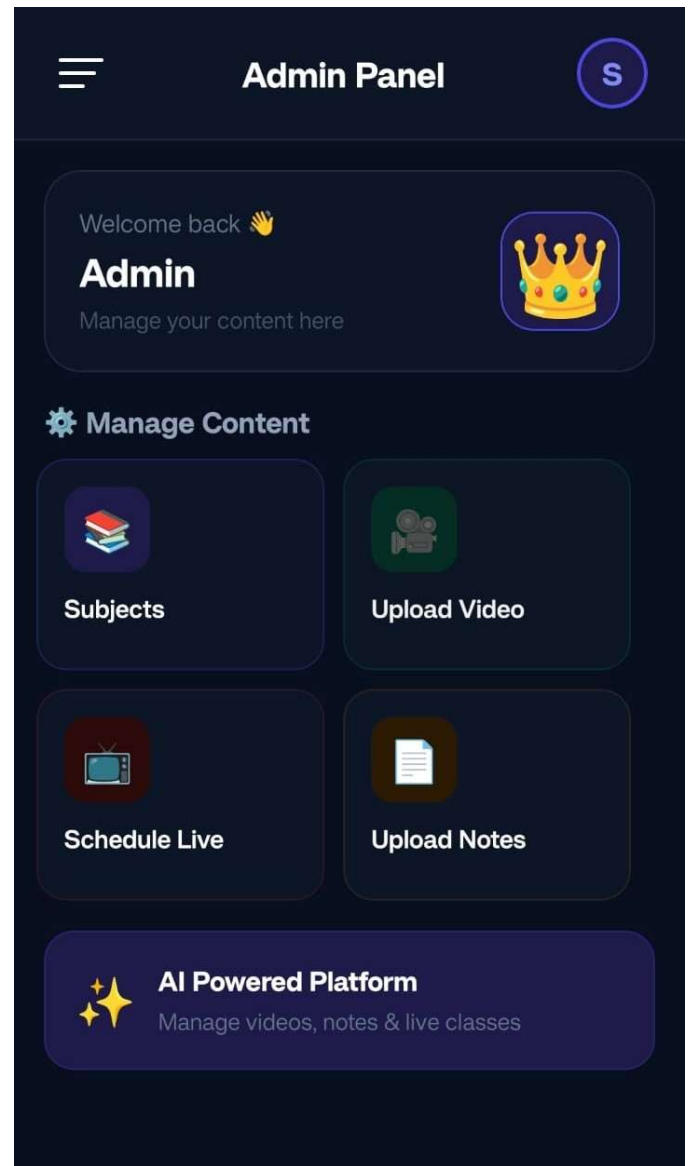 Admin Panel
S
Welcome back 👋
Admin
Manage your content here
⚙️ Manage Content
Subjects
Upload Video
Schedule Live
Upload Notes
AI Powered Platform
Manage videos, notes & live classes